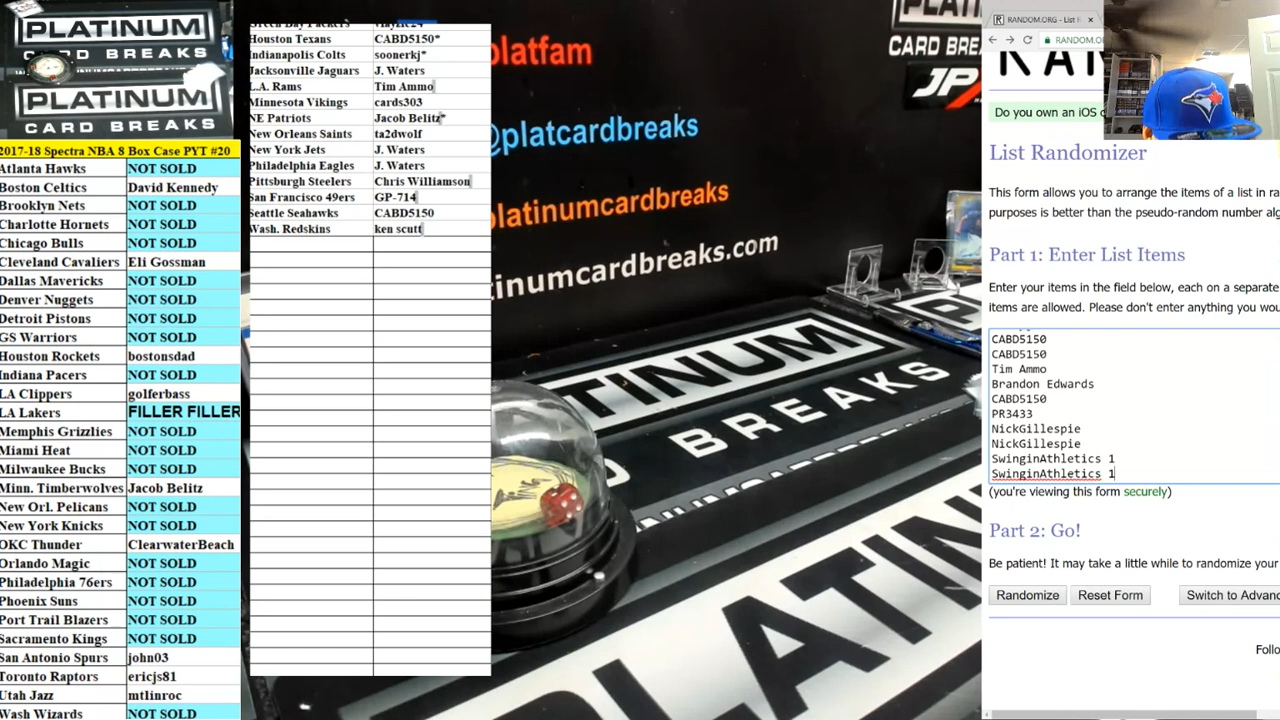 PLATINUM
CARD BREAKS
PLATINUM
CARD BREAKS
2017-18 Spectra NBA 8 Box Case PYT #20
Atlanta Hawks NOT SOLD
Boston Celtics David Kennedy
Brooklyn Nets NOT SOLD
Charlotte Hornets NOT SOLD
Chicago Bulls NOT SOLD
Cleveland Cavaliers Eli Gossman
Dallas Mavericks NOT SOLD
Denver Nuggets NOT SOLD
Detroit Pistons NOT SOLD
GS Warriors NOT SOLD
Houston Rockets bostonsdad
Indiana Pacers NOT SOLD
LA Clippers golferbass
LA Lakers FILLER FILLER
Memphis Grizzlies NOT SOLD
Miami Heat NOT SOLD
Milwaukee Bucks NOT SOLD
Minn. Timberwolves Jacob Belitz
New Orl. Pelicans NOT SOLD
New York Knicks NOT SOLD
OKC Thunder ClearwaterBeach
Orlando Magic NOT SOLD
Philadelphia 76ers NOT SOLD
Phoenix Suns NOT SOLD
Port Trail Blazers NOT SOLD
Sacramento Kings NOT SOLD
San Antonio Spurs john03
Toronto Raptors ericjs81
Utah Jazz mtlinroc
Wash Wizards NOT SOLD
Green Bay Packers
Houston Texans CABD5150*
Indianapolis Colts soonerkj*
Jacksonville Jaguars J. Waters
L.A. Rams Tim Ammo
Minnesota Vikings cards303
NE Patriots Jacob Belitz*
New Orleans Saints ta2dwolf
New York Jets J. Waters
Philadelphia Eagles J. Waters
Pittsburgh Steelers Chris Williamson
San Francisco 49ers GP-714
Seattle Seahawks CABD5150
Wash. Redskins ken scutt
platfam
@platcardbreaks
platinumcardbreaks
tinumcardbreaks.com
PLATINUM
CARD BREA
JP
TINUM
D BREAKS
PLATIN
RANDOM.ORG - List
RANDOM.O
Do you own an iOS
List Randomizer
This form allows you to arrange the items of a list in ra
purposes is better than the pseudo-random number alg
Part 1: Enter List Items
Enter your items in the field below, each on a separate
items are allowed. Please don't enter anything you wou
CABD5150
CABD5150
Tim Ammo
Brandon Edwards
CABD5150
PR3433
NickGillespie
NickGillespie
SwinginAthletics 1
SwinginAthletics 1
(you're viewing this form securely)
Part 2: Go!
Be patient! It may take a little while to randomize your
Randomize Reset Form Switch to Advanc
Follo